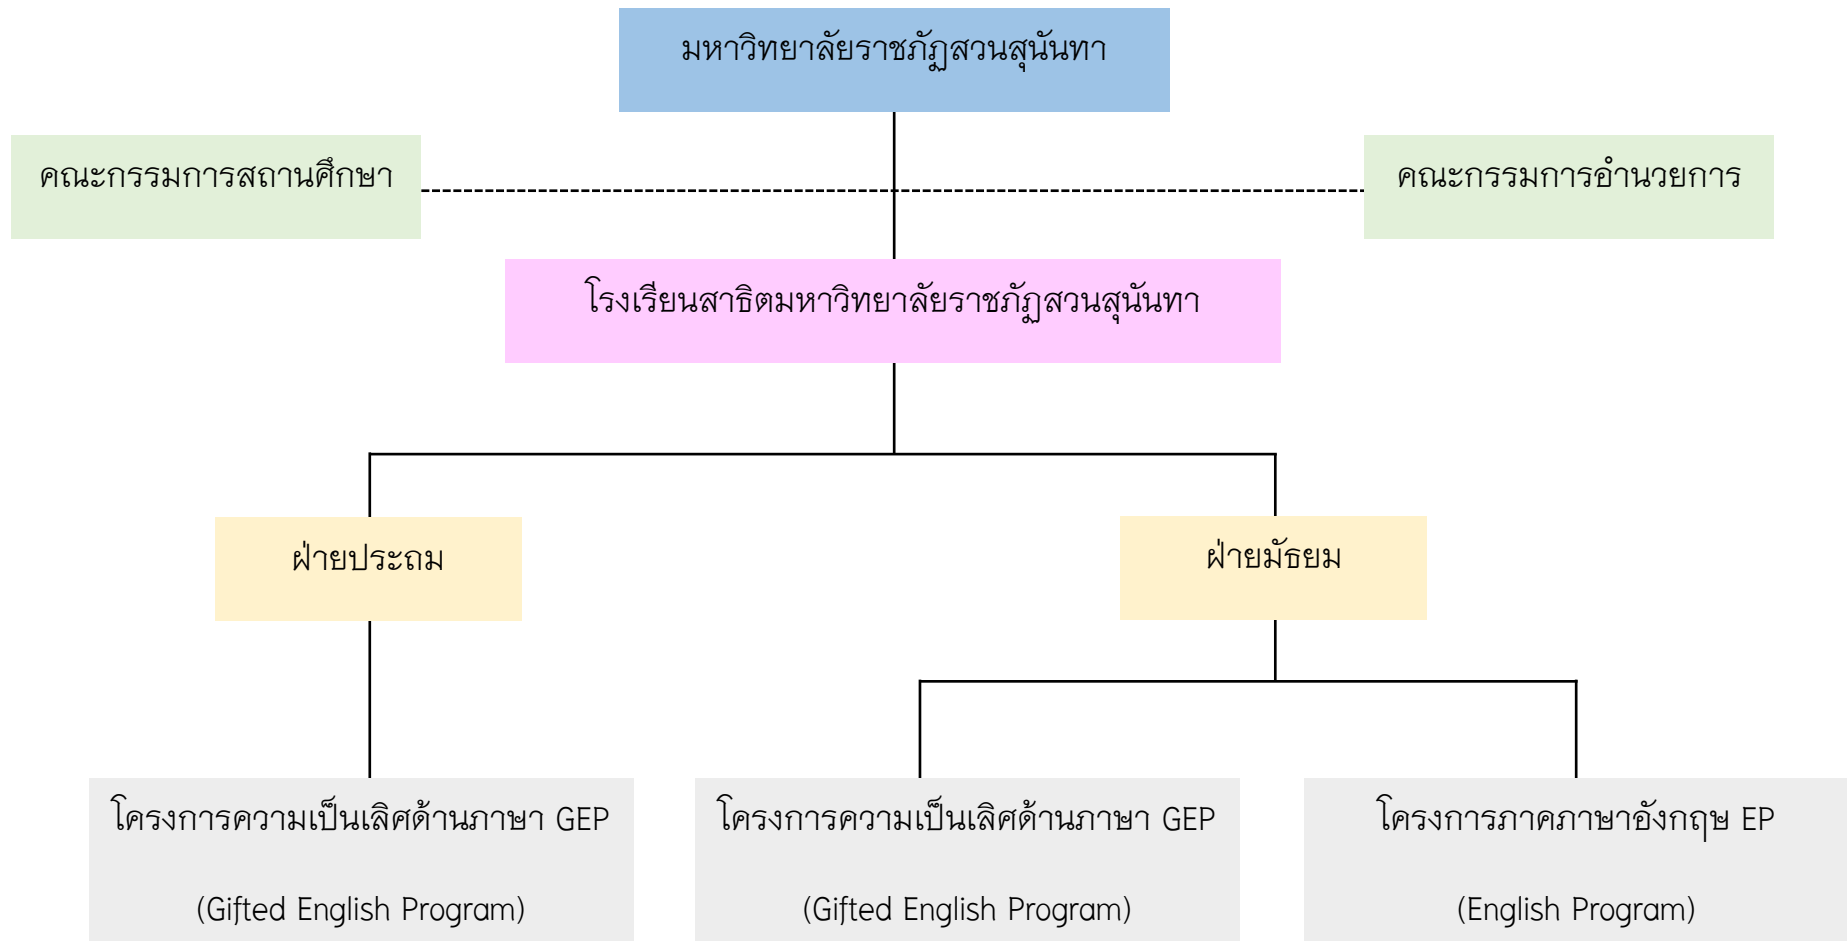 มหาวิทยาลัยราชภัฏสวนสุนันทา
คณะกรรมการสถานศึกษา
คณะกรรมการอำนวยการ
โรงเรียนสาธิตมหาวิทยาลัยราชภัฏสวนสุนันทา
ฝ่ายประถม
ฝ่ายมัธยม
โครงการความเป็นเลิศด้านภาษา GEP
(Gifted English Program)
โครงการความเป็นเลิศด้านภาษา GEP
(Gifted English Program)
โครงการภาคภาษาอังกฤษ EP
(English Program)